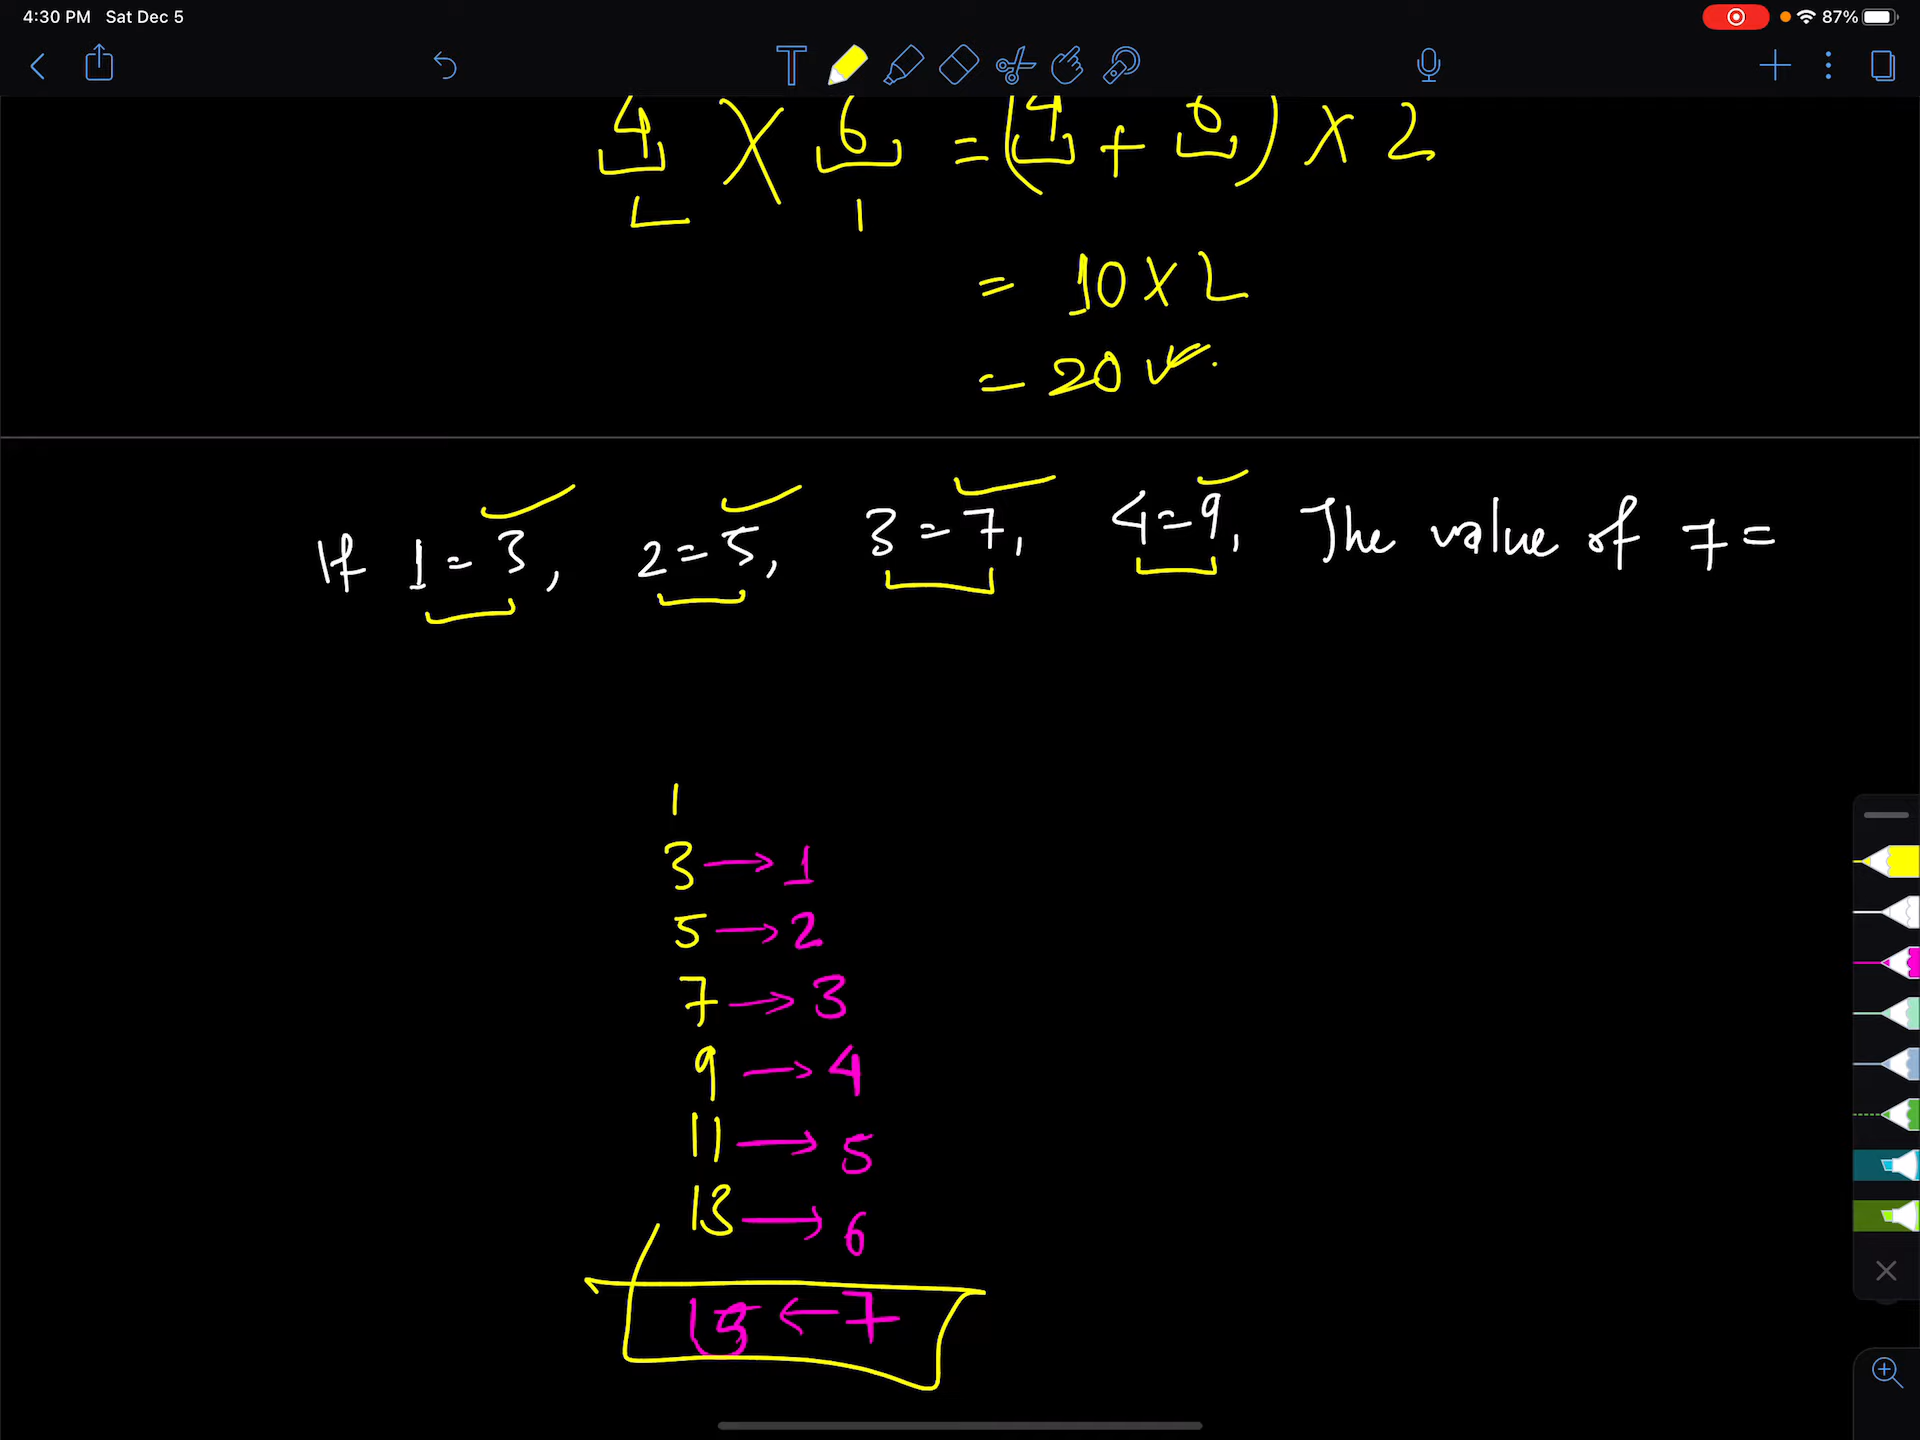 4:30 PM Sat Dec 5
87%
T
4 × 6 = (4 + 6) × 2
1
= 10 × 2
= 20
If 1 = 3, 2 = 5, 3 = 7, 4 = 9, The value of 7 =
1
3 → 1
5 → 2
7 → 3
9 → 4
11 → 5
13 → 6
15 ← 7